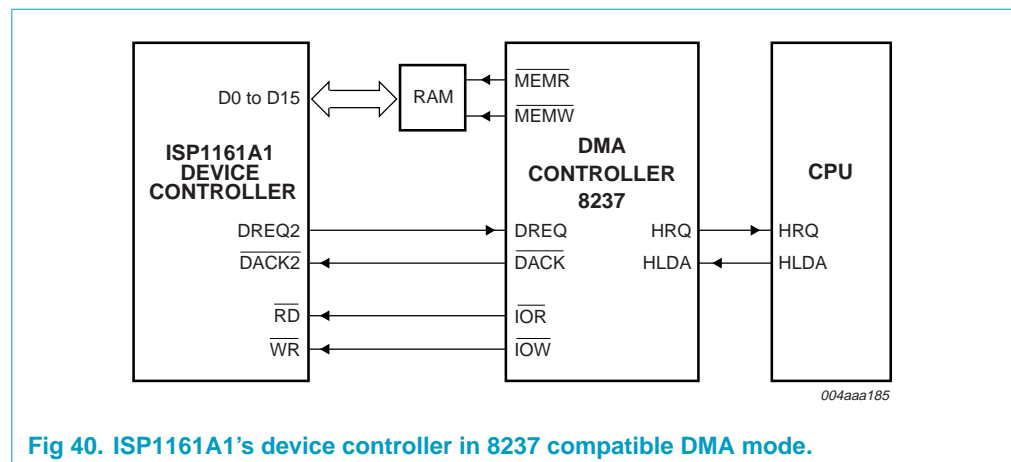 D0 to D15
RAM
MEMR
MEMW
ISP1161A1
DEVICE
CONTROLLER
DMA
CONTROLLER
8237
CPU
DREQ2
DREQ
HRQ
HRQ
DACK2
DACK
HLDA
HLDA
RD
IOR
WR
IOW
004aaa185
Fig 40. ISP1161A1's device controller in 8237 compatible DMA mode.